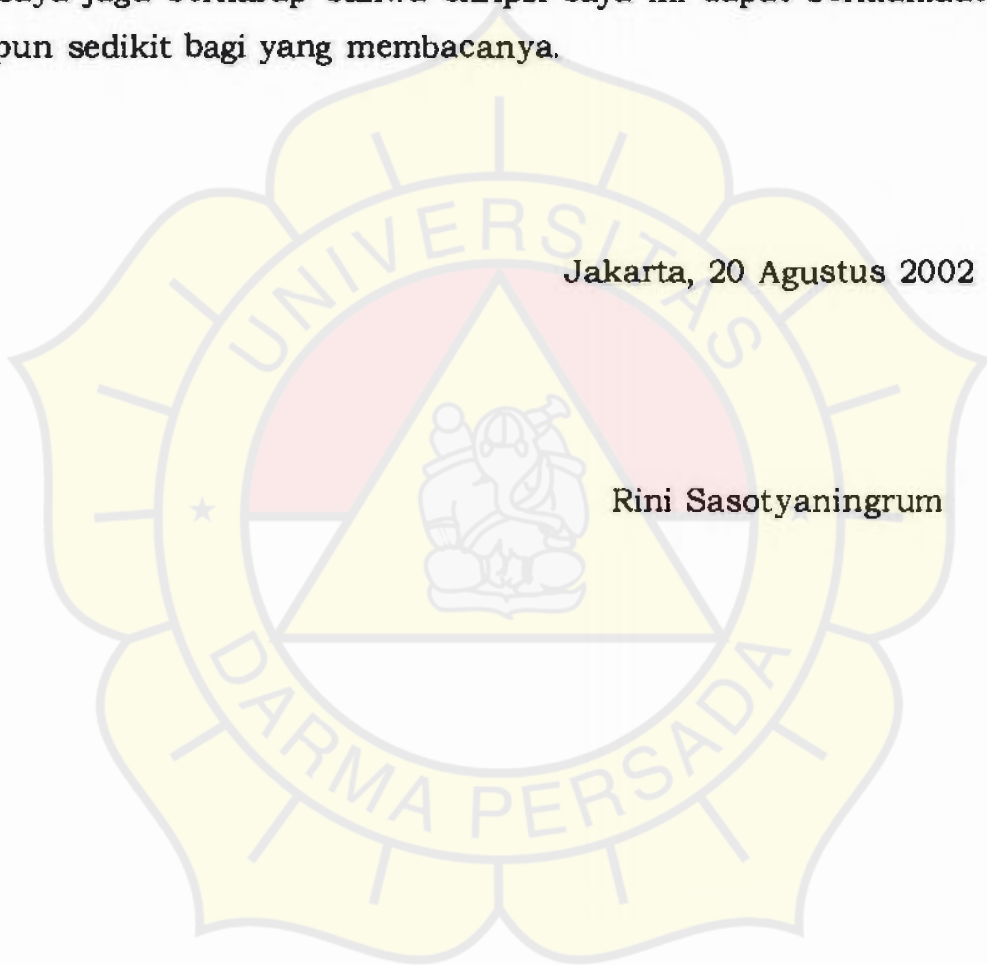 pun sedikit bagi yang membacanya.
UNIVERSITAS
Jakarta, 20 Agustus 2002
Rini Sasotyaningrum
DARMA PERSADA